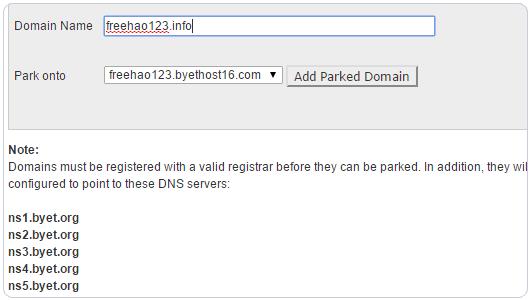 Domain Name freehao123.info
Park onto freehao123.byethost16.com Add Parked Domain
Note:
Domains must be registered with a valid registrar before they can be parked. In addition, they
configured to point to these DNS servers:
ns1.byet.org
ns2.byet.org
ns3.byet.org
ns4.byet.org
ns5.byet.org